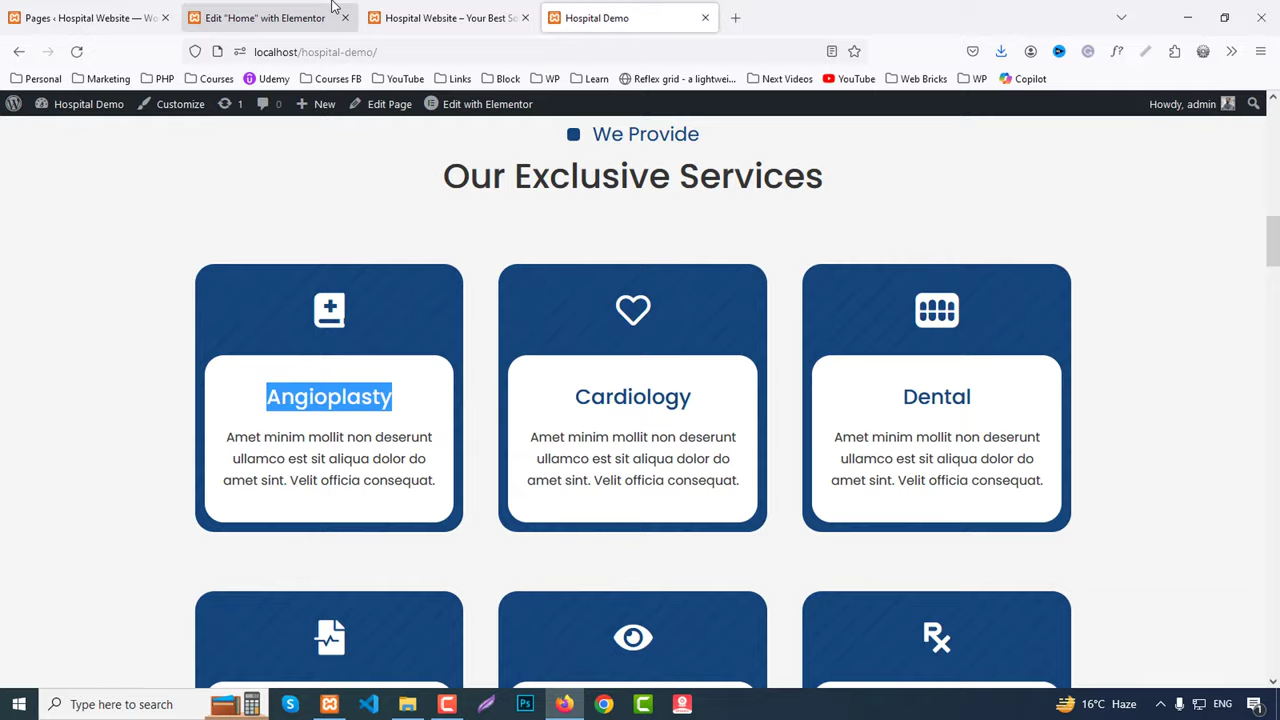 Pages ‹ Hospital Website — Wo
Edit "Home" with Elementor
Hospital Website – Your Best So
Hospital Demo
localhost/hospital-demo/
Personal
Marketing
PHP
Courses
Udemy
Courses FB
YouTube
Links
Block
WP
Learn
Reflex grid - a lightwei...
Next Videos
YouTube
Web Bricks
WP
Copilot
Hospital Demo
Customize
1
0
New
Edit Page
Edit with Elementor
Howdy, admin
We Provide
Our Exclusive Services
Angioplasty
Amet minim mollit non deserunt
ullamco est sit aliqua dolor do
amet sint. Velit officia consequat.
Cardiology
Amet minim mollit non deserunt
ullamco est sit aliqua dolor do
amet sint. Velit officia consequat.
Dental
Amet minim mollit non deserunt
ullamco est sit aliqua dolor do
amet sint. Velit officia consequat.
Type here to search
16°C Haze
ENG